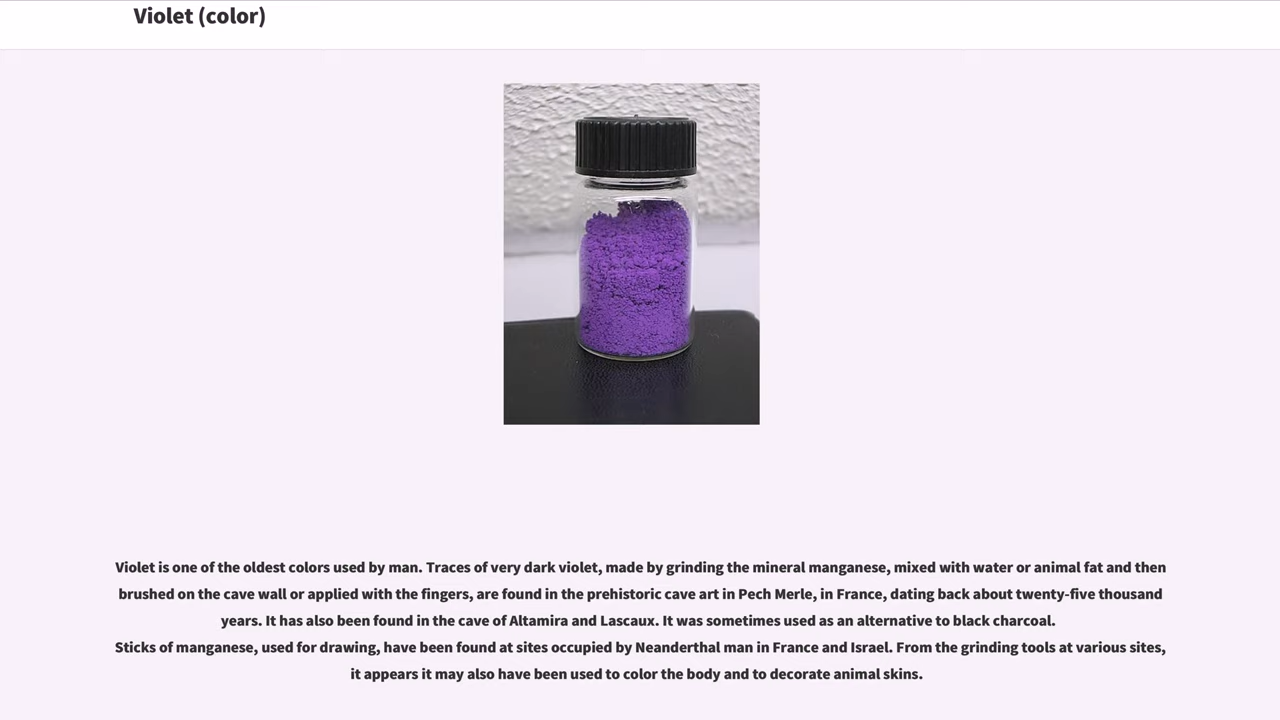 Violet (color)
Violet is one of the oldest colors used by man. Traces of very dark violet, made by grinding the mineral manganese, mixed with water or animal fat and then
brushed on the cave wall or applied with the fingers, are found in the prehistoric cave art in Pech Merle, in France, dating back about twenty-five thousand
years. It has also been found in the cave of Altamira and Lascaux. It was sometimes used as an alternative to black charcoal.
Sticks of manganese, used for drawing, have been found at sites occupied by Neanderthal man in France and Israel. From the grinding tools at various sites,
it appears it may also have been used to color the body and to decorate animal skins.